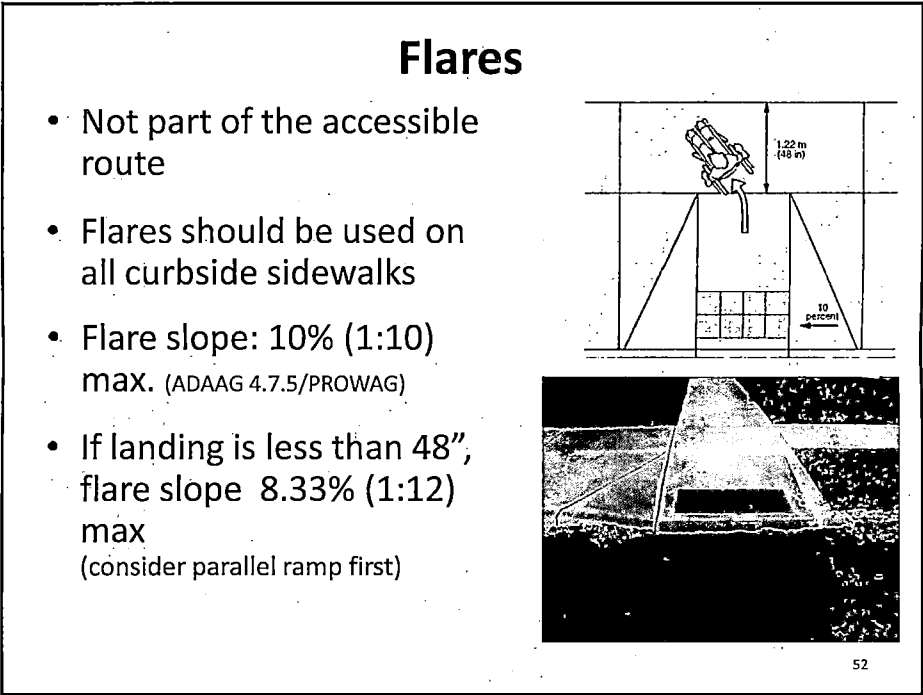 Flares
• Not part of the accessible
route
• Flares should be used on
all curbside sidewalks
• Flare slope: 10% (1:10)
max. (ADAAG 4.7.5/PROWAG)
• If landing is less than 48”,
flare slope 8.33% (1:12)
max
(consider parallel ramp first)
1.22 m
(48 in)
10
percent
52